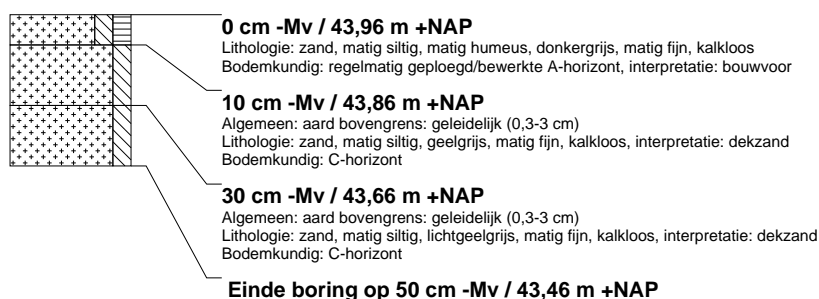 0 cm -Mv / 43,96 m +NAP
Lithologie: zand, matig siltig, matig humeus, donkergrijs, matig fijn, kalkloos
Bodemkundig: regelmatig geploegd/bewerkte A-horizont, interpretatie: bouwvoor
10 cm -Mv / 43,86 m +NAP
Algemeen: aard bovengrens: geleidelijk (0,3-3 cm)
Lithologie: zand, matig siltig, geelgrijs, matig fijn, kalkloos, interpretatie: dekzand
Bodemkundig: C-horizont
30 cm -Mv / 43,66 m +NAP
Algemeen: aard bovengrens: geleidelijk (0,3-3 cm)
Lithologie: zand, matig siltig, lichtgeelgrijs, matig fijn, kalkloos, interpretatie: dekzand
Bodemkundig: C-horizont
Einde boring op 50 cm -Mv / 43,46 m +NAP